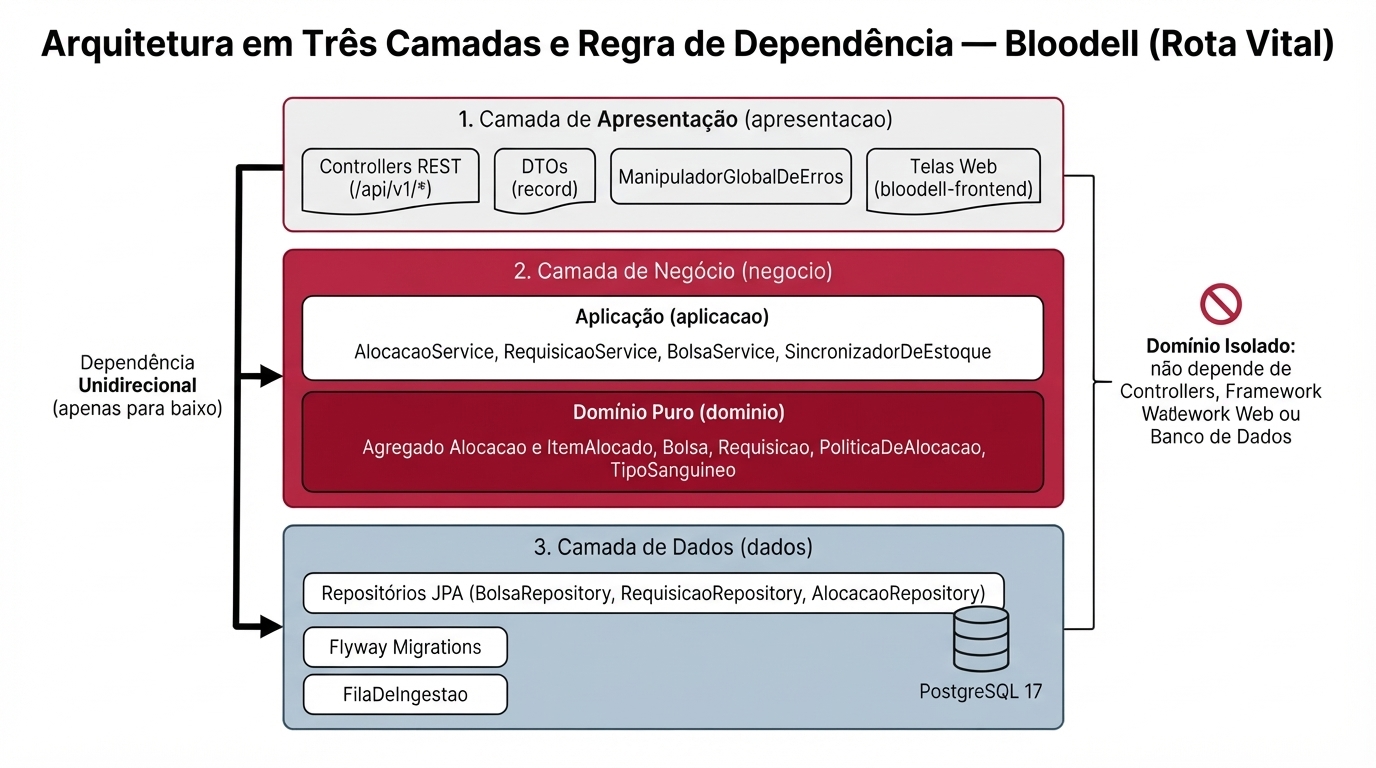 Arquitetura em Três Camadas e Regra de Dependência — Bloodell (Rota Vital)
1. Camada de Apresentação (apresentacao)
Controllers REST
(/api/v1/*)
DTOs
(record)
ManipuladorGlobalDeErros
Telas Web
(bloodell-frontend)
2. Camada de Negócio (negocio)
Aplicação (aplicacao)
AlocacaoService, RequisicaoService, BolsaService, SincronizadorDeEstoque
Domínio Puro (dominio)
Agregado Alocacao e ItemAlocado, Bolsa, Requisicao, PoliticaDeAlocacao,
TipoSanguineo
Dependência
Unidirecional
(apenas para baixo)
Domínio Isolado:
não depende de
Controllers, Framework
Web ou
Banco de Dados
3. Camada de Dados (dados)
Repositórios JPA (BolsaRepository, RequisicaoRepository, AlocacaoRepository)
Flyway Migrations
FilaDeIngestao
PostgreSQL 17